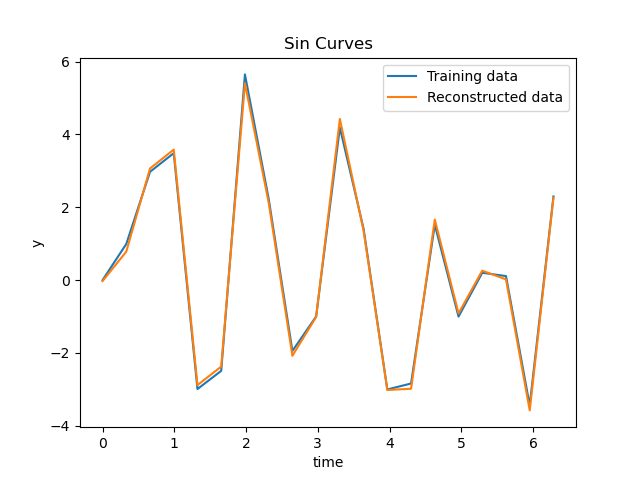 Sin Curves
Training data
Reconstructed data
6
4
2
0
−2
−4
y
0 1 2 3 4 5 6
time